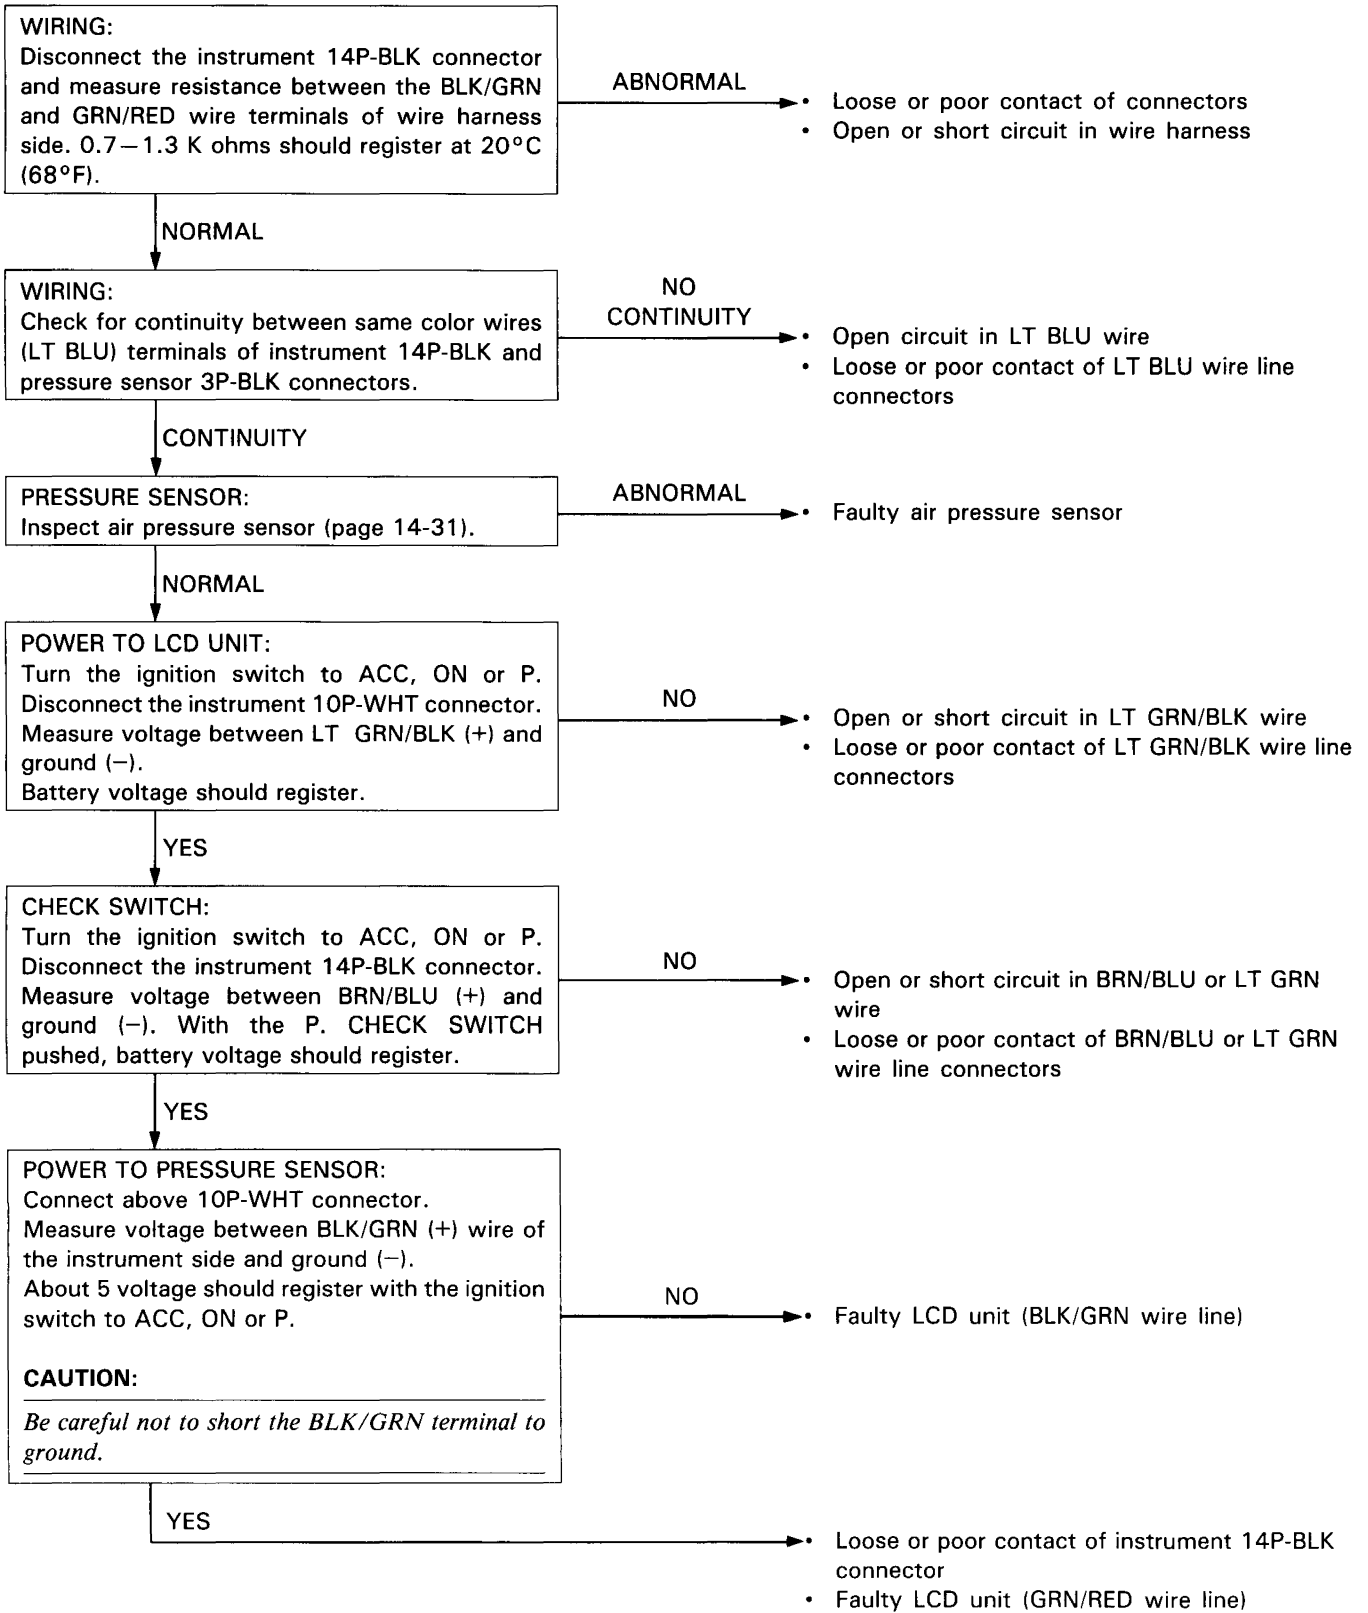 WIRING:
Disconnect the instrument 14P-BLK connector
and measure resistance between the BLK/GRN
and GRN/RED wire terminals of wire harness
side. 0.7—1.3 K ohms should register at 20°C
(68°F).
ABNORMAL
• Loose or poor contact of connectors
• Open or short circuit in wire harness
NORMAL
WIRING:
Check for continuity between same color wires
(LT BLU) terminals of instrument 14P-BLK and
pressure sensor 3P-BLK connectors.
NO
CONTINUITY
• Open circuit in LT BLU wire
• Loose or poor contact of LT BLU wire line
connectors
CONTINUITY
PRESSURE SENSOR:
Inspect air pressure sensor (page 14-31).
ABNORMAL
• Faulty air pressure sensor
NORMAL
POWER TO LCD UNIT:
Turn the ignition switch to ACC, ON or P.
Disconnect the instrument 10P-WHT connector.
Measure voltage between LT GRN/BLK (+) and
ground (−).
Battery voltage should register.
NO
• Open or short circuit in LT GRN/BLK wire
• Loose or poor contact of LT GRN/BLK wire line
connectors
YES
CHECK SWITCH:
Turn the ignition switch to ACC, ON or P.
Disconnect the instrument 14P-BLK connector.
Measure voltage between BRN/BLU (+) and
ground (−). With the P. CHECK SWITCH
pushed, battery voltage should register.
NO
• Open or short circuit in BRN/BLU or LT GRN
wire
• Loose or poor contact of BRN/BLU or LT GRN
wire line connectors
YES
POWER TO PRESSURE SENSOR:
Connect above 10P-WHT connector.
Measure voltage between BLK/GRN (+) wire of
the instrument side and ground (−).
About 5 voltage should register with the ignition
switch to ACC, ON or P.
CAUTION:
Be careful not to short the BLK/GRN terminal to
ground.
NO
• Faulty LCD unit (BLK/GRN wire line)
YES
• Loose or poor contact of instrument 14P-BLK
connector
• Faulty LCD unit (GRN/RED wire line)